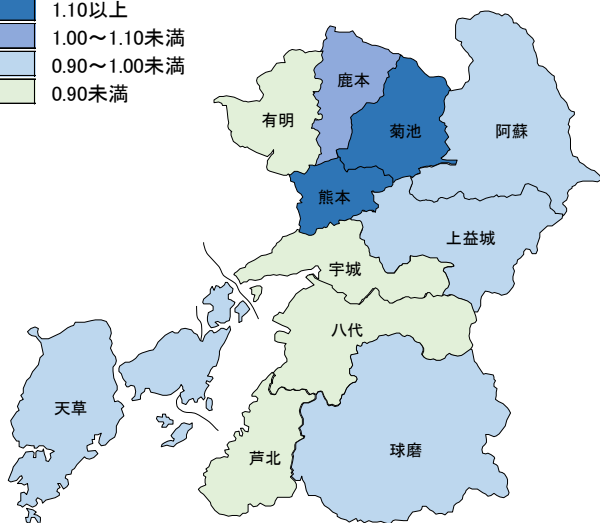 1.10以上
1.00～1.10未満
0.90～1.00未満
0.90未満
鹿本
有明
菊池
阿蘇
熊本
上益城
宇城
八代
天草
芦北
球磨